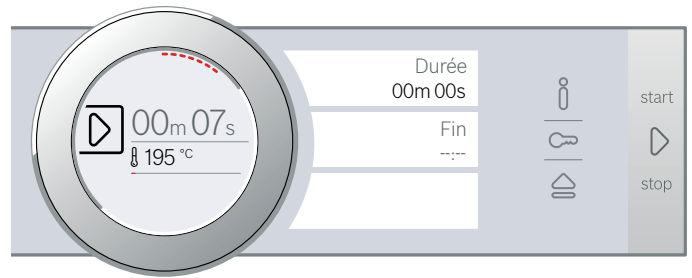 00m 07s
195 °C
Durée
00m 00s
Fin
--:--
start
stop